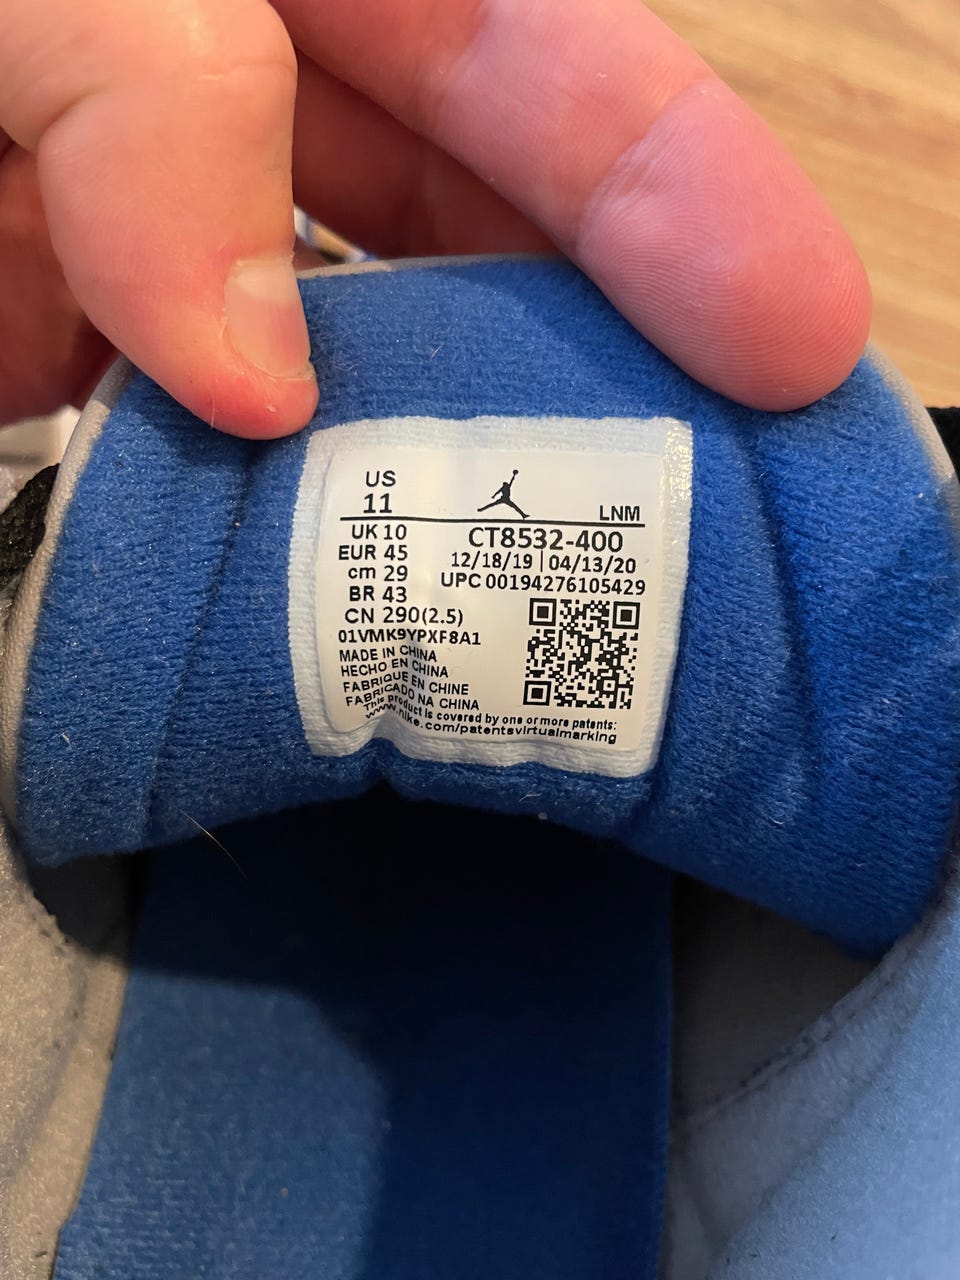 US
11
LNM
UK 10
EUR 45
cm 29
BR 43
CN 290(2.5)
CT8532-400
12/18/19 | 04/13/20
UPC 00194276105429
01VMK9YPXF8A1
MADE IN CHINA
HECHO EN CHINA
FABRIQUE EN CHINE
FABRICADO NA CHINA
This product is covered by one or more patents:
www.nike.com/patentsvirtualmarking